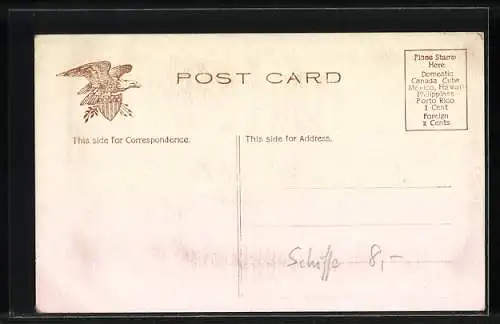 POST CARD
Place Stamp
Here
Domestic
Canada, Cuba
Mexico, Hawaii
Philippines
Porto Rico
1 Cent
Foreign
2 Cents
This side for Correspondence.
This side for Address.
Schiffe 8,-